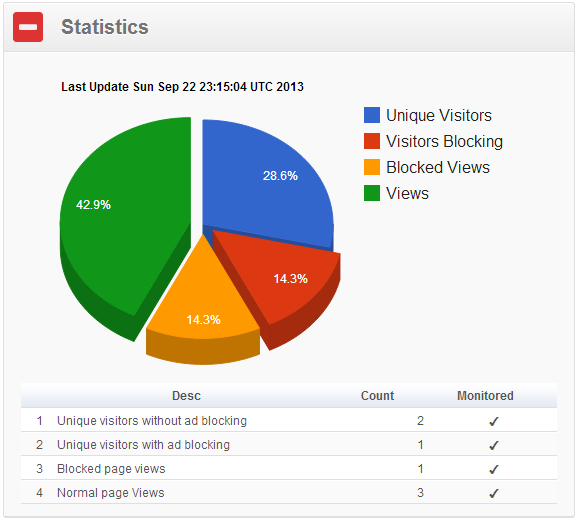 Statistics
Last Update Sun Sep 22 23:15:04 UTC 2013
Unique Visitors
Visitors Blocking
Blocked Views
Views
28.6%
42.9%
14.3%
14.3%
Desc Count Monitored
1 Unique visitors without ad blocking 2 ✔
2 Unique visitors with ad blocking 1 ✔
3 Blocked page views 1 ✔
4 Normal page Views 3 ✔